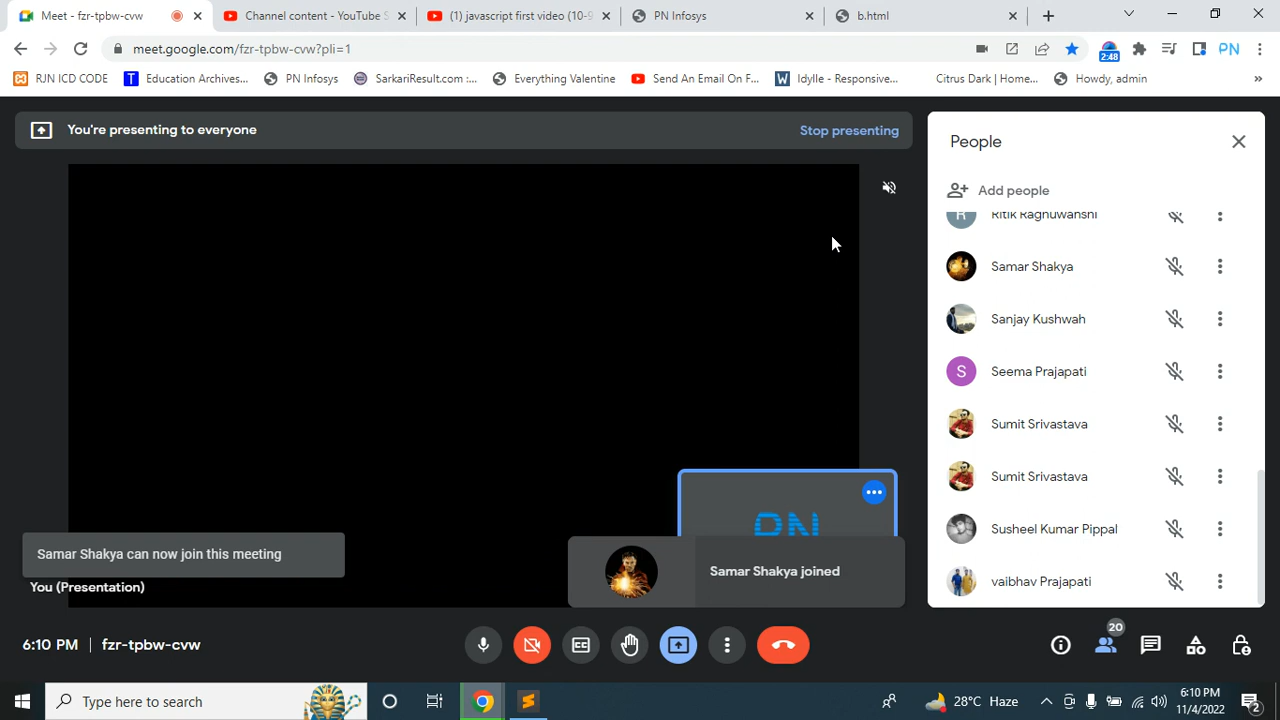 Meet - fzr-tpbw-cvw
Channel content - YouTube S
(1) javascript first video (10-9
PN Infosys
b.html
meet.google.com/fzr-tpbw-cvw?pli=1
2:48
PN
RJN ICD CODE
Education Archives...
PN Infosys
SarkariResult.com :...
Everything Valentine
Send An Email On F...
Idylle - Responsive...
Citrus Dark | Home...
Howdy, admin
You're presenting to everyone
Stop presenting
People
Add people
R
Ritik Raghuwanshi
Samar Shakya
Sanjay Kushwah
S
Seema Prajapati
Sumit Srivastava
Sumit Srivastava
Susheel Kumar Pippal
vaibhav Prajapati
PN
Samar Shakya can now join this meeting
Samar Shakya joined
You (Presentation)
6:10 PM | fzr-tpbw-cvw
20
Type here to search
28°C Haze
6:10 PM
11/4/2022
2